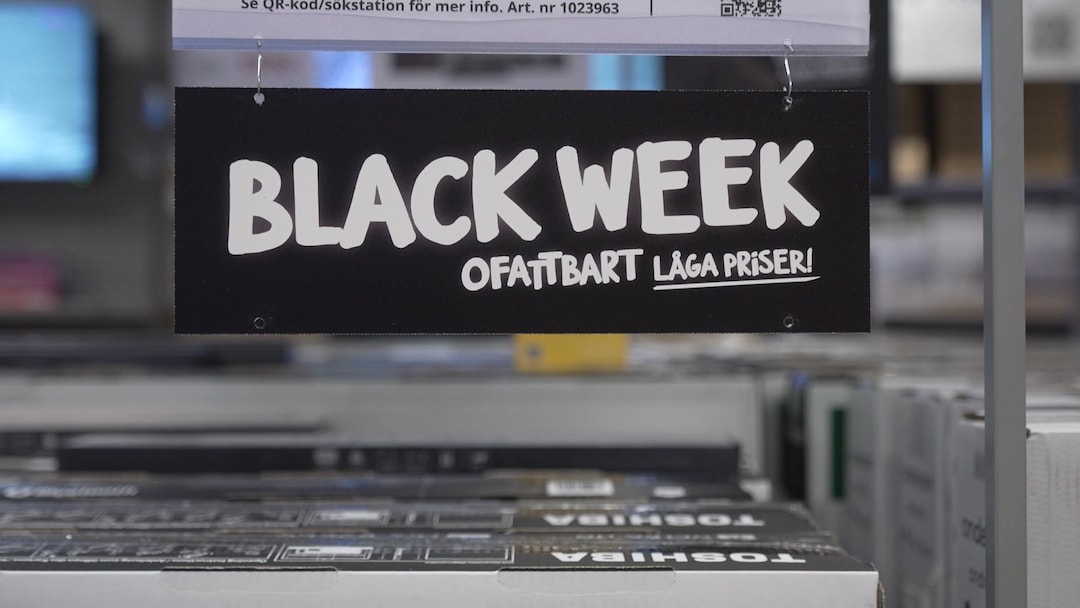 Se QR-kod/sökstation för mer info. Art. nr 1023963
BLACK WEEK
OFATTBART LÅGA PRISER!
TOSHIBA
TOSHIBA